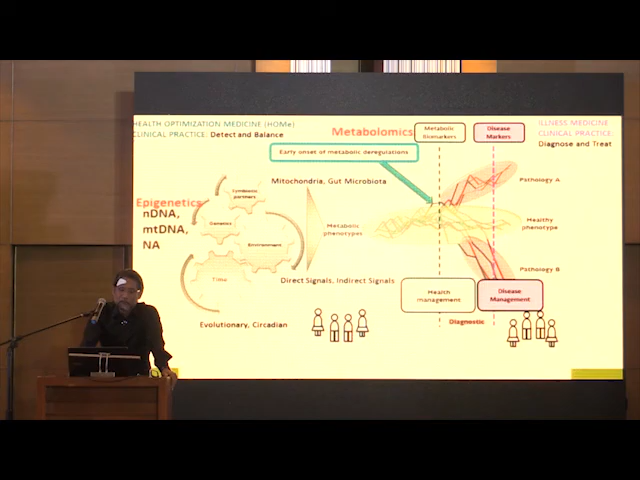 HEALTH OPTIMIZATION MEDICINE (HOMe)
CLINICAL PRACTICE: Detect and Balance
Metabolomics
Metabolic
Biomarkers
Disease
Markers
ILLNESS MEDICINE
CLINICAL PRACTICE:
Diagnose and Treat
Early onset of metabolic deregulations
Mitochondria, Gut Microbiota
Pathology A
Symbiotic
partners
Epigenetics
nDNA,
mtDNA,
NA
Genetics
Environment
Metabolic
phenotypes
Healthy
phenotype
Time
Direct Signals, Indirect Signals
Pathology B
Health
management
Disease
Management
Evolutionary, Circadian
Diagnostic